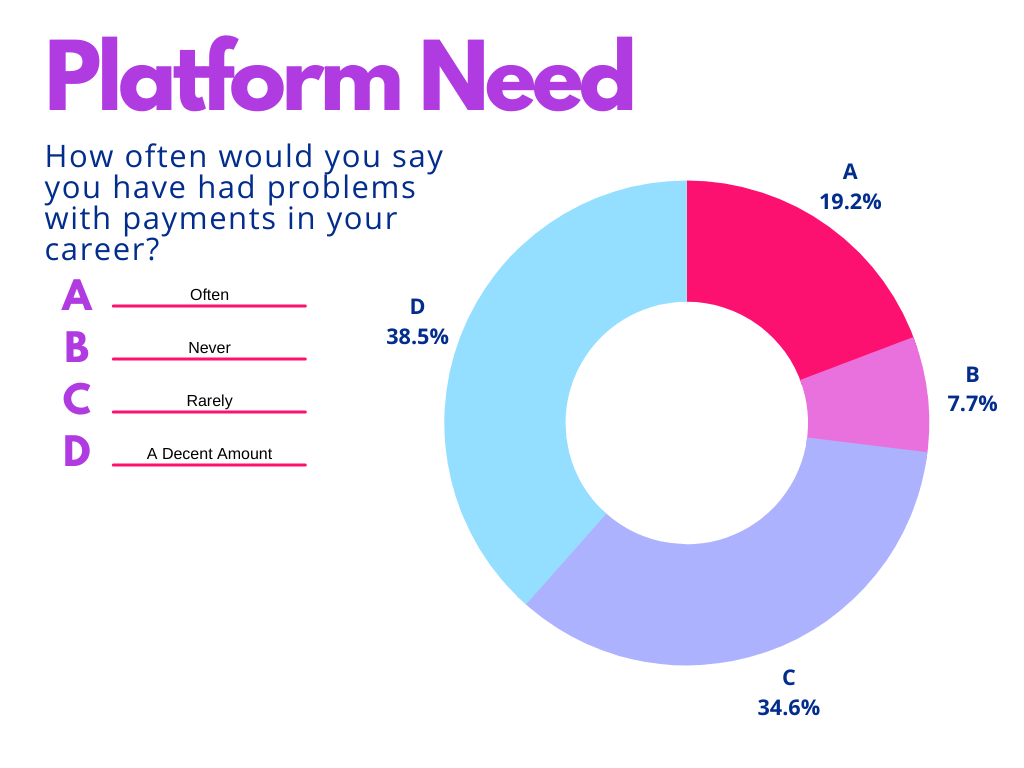 Platform Need
How often would you say
you have had problems
with payments in your
career?
A Often
B Never
C Rarely
D A Decent Amount
A
19.2%
B
7.7%
C
34.6%
D
38.5%